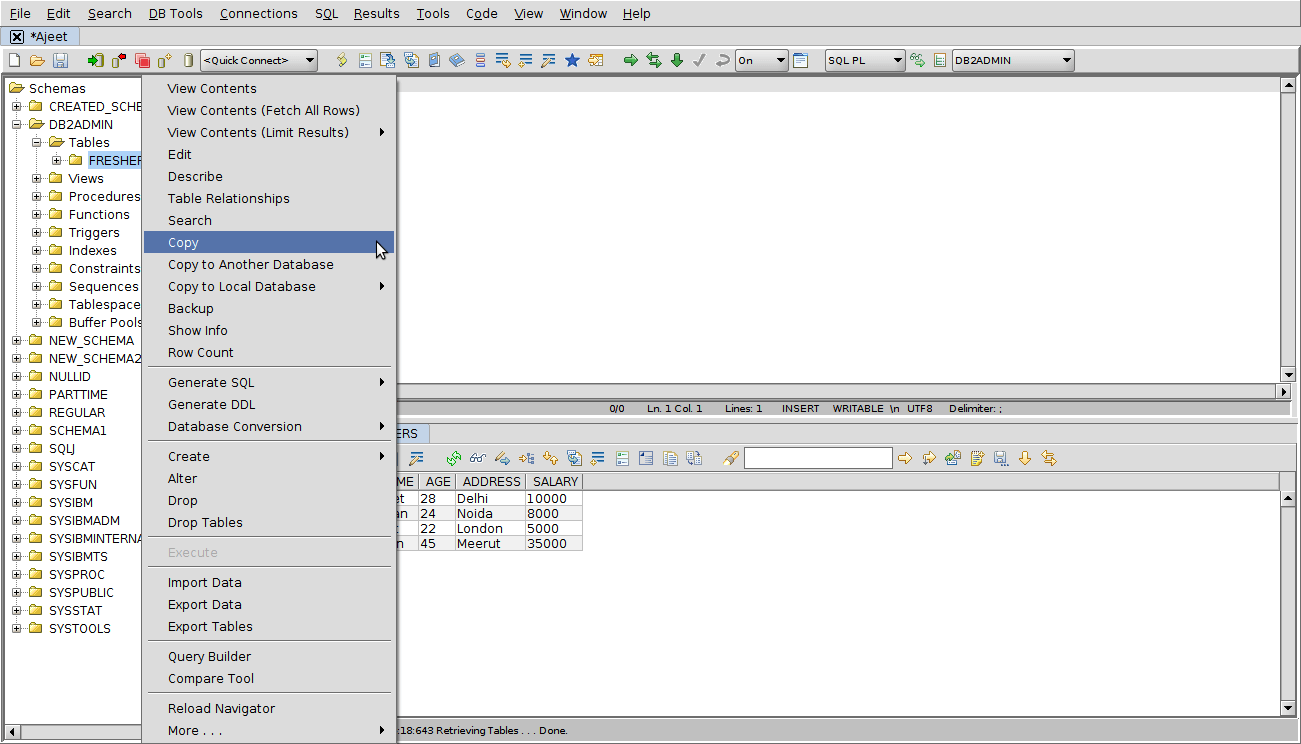 File Edit Search DB Tools Connections SQL Results Tools Code View Window Help
*Ajeet
<Quick Connect> On SQL PL DB2ADMIN
Schemas
CREATED_SCHE
DB2ADMIN
Tables
FRESHER
Views
Procedures
Functions
Triggers
Indexes
Constraints
Sequences
Tablespace
Buffer Pools
NEW_SCHEMA
NEW_SCHEMA2
NULLID
PARTTIME
REGULAR
SCHEMA1
SQLJ
SYSCAT
SYSFUN
SYSIBM
SYSIBMADM
SYSIBMINTERNA
SYSIBMTS
SYSPROC
SYSPUBLIC
SYSSTAT
SYSTOOLS
View Contents
View Contents (Fetch All Rows)
View Contents (Limit Results)
Edit
Describe
Table Relationships
Search
Copy
Copy to Another Database
Copy to Local Database
Backup
Show Info
Row Count
Generate SQL
Generate DDL
Database Conversion
Create
Alter
Drop
Drop Tables
Execute
Import Data
Export Data
Export Tables
Query Builder
Compare Tool
Reload Navigator
More . . .
0/0 Ln. 1 Col. 1 Lines: 1 INSERT WRITABLE \n UTF8 Delimiter: ;
ERS
ME AGE ADDRESS SALARY
et 28 Delhi 10000
an 24 Noida 8000
22 London 5000
n 45 Meerut 35000
:18:643 Retrieving Tables . . . Done.